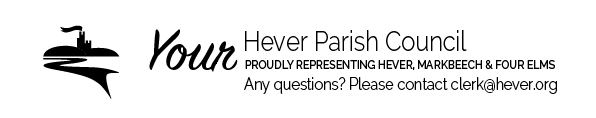 Your Hever Parish Council
PROUDLY REPRESENTING HEVER, MARKBEECH & FOUR ELMS
Any questions? Please contact clerk@hever.org